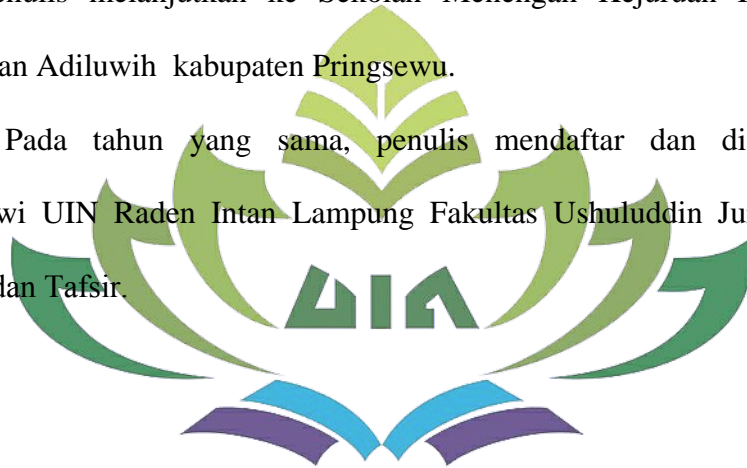 enulis melanjutkan ke Sekolah Menengah Kejuruan
an Adiluwih kabupaten Pringsewu.
Pada tahun yang sama, penulis mendaftar dan di
wi UIN Raden Intan Lampung Fakultas Ushuluddin Ju
dan Tafsir.
UIN